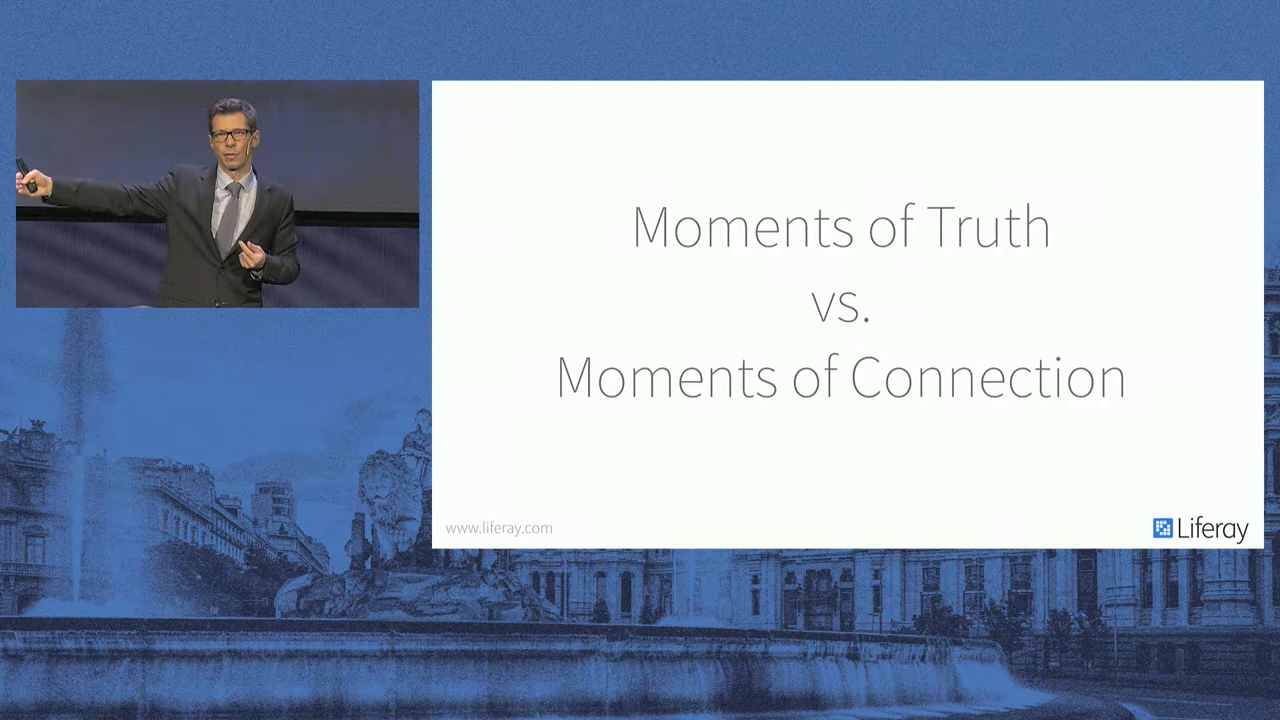 Moments of Truth
vs.
Moments of Connection
www.liferay.com
Liferay